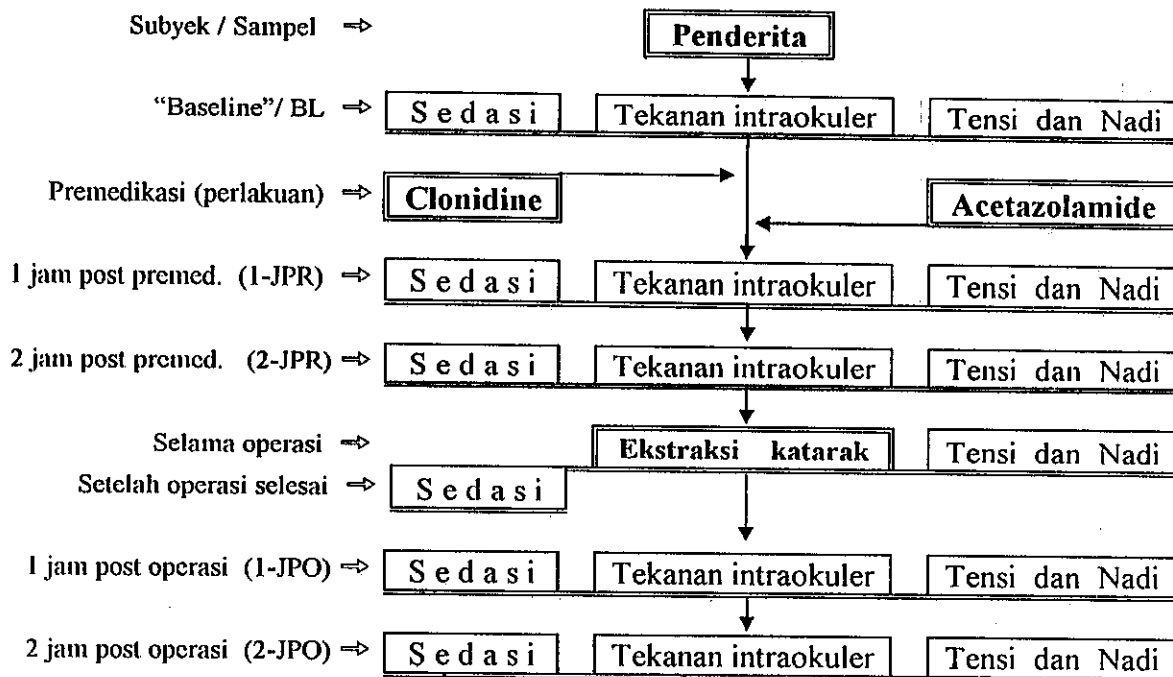 Subyek / Sampel ⇒ Penderita
“Baseline”/ BL ⇒ Sedasi Tekanan intraokuler Tensi dan Nadi
Premedikasi (perlakuan) ⇒ Clonidine Acetazolamide
1 jam post premed. (1-JPR) ⇒ Sedasi Tekanan intraokuler Tensi dan Nadi
2 jam post premed. (2-JPR) ⇒ Sedasi Tekanan intraokuler Tensi dan Nadi
Selama operasi ⇒ Ekstraksi katarak Tensi dan Nadi
Setelah operasi selesai ⇒ Sedasi
1 jam post operasi (1-JPO) ⇒ Sedasi Tekanan intraokuler Tensi dan Nadi
2 jam post operasi (2-JPO) ⇒ Sedasi Tekanan intraokuler Tensi dan Nadi